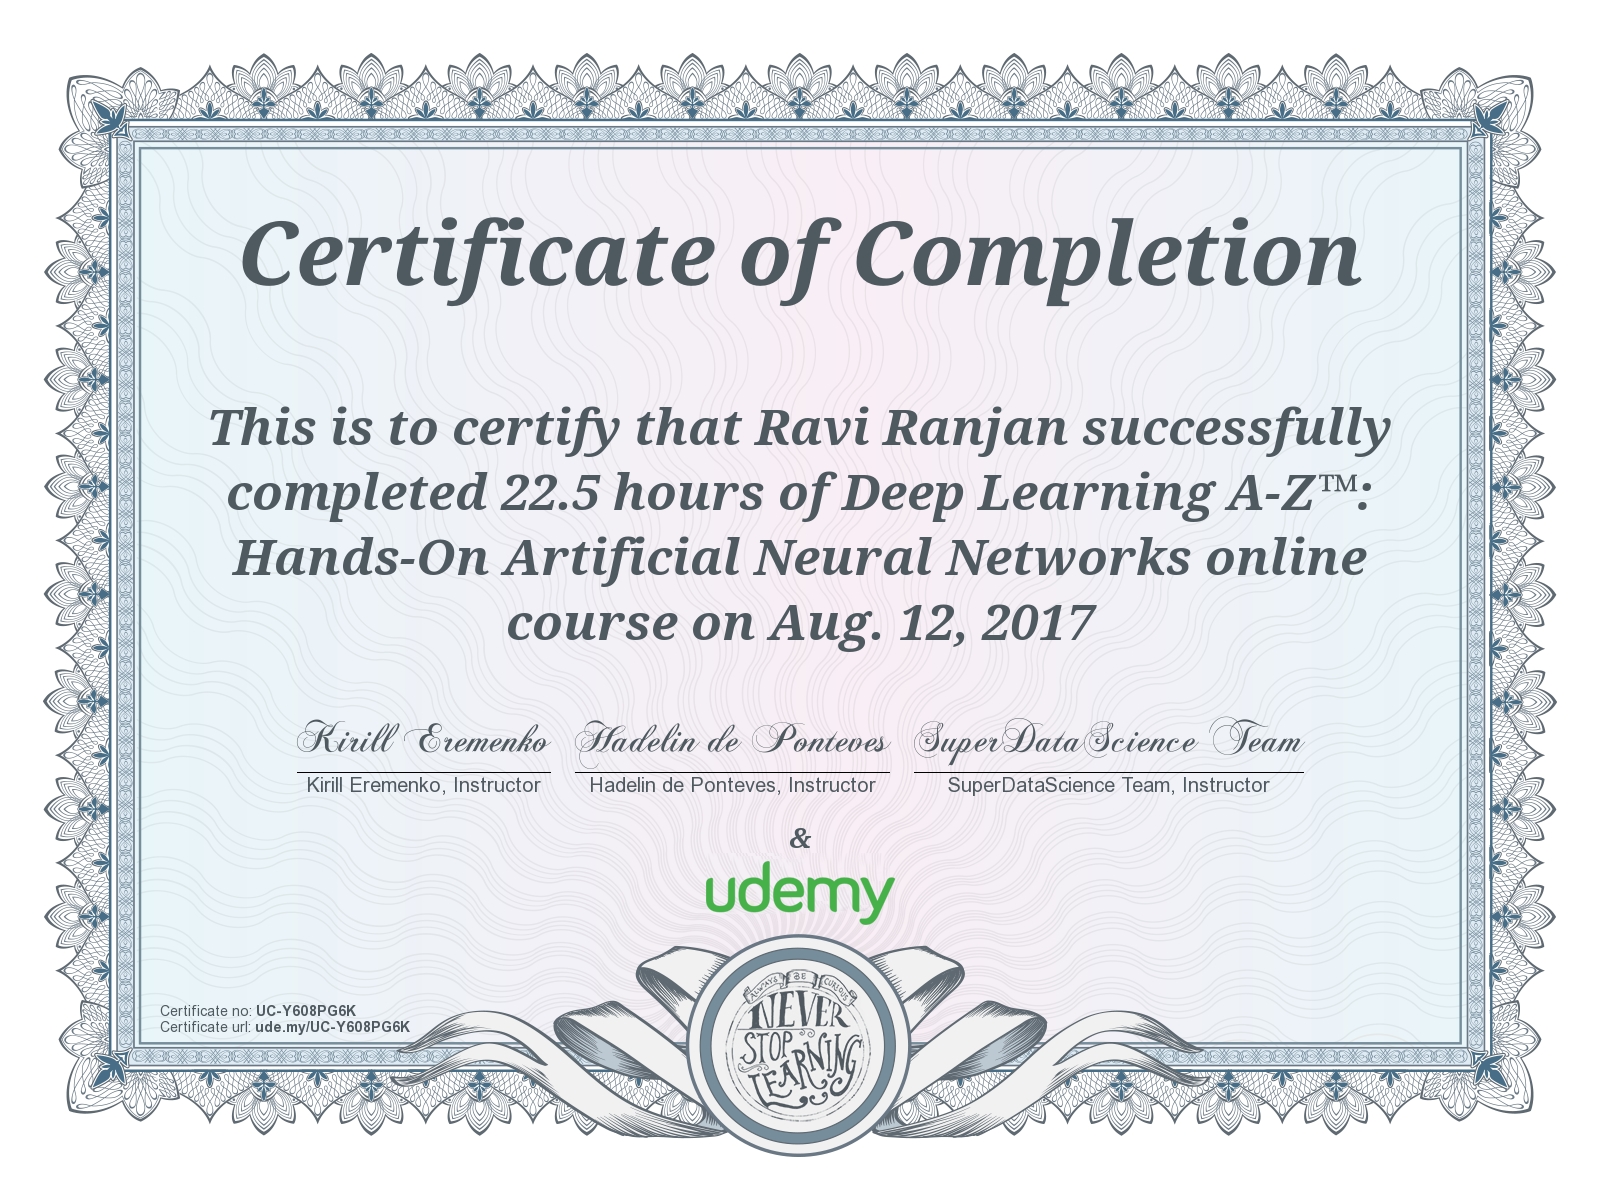 Certificate of Completion
This is to certify that Ravi Ranjan successfully
completed 22.5 hours of Deep Learning A-Z™:
Hands-On Artificial Neural Networks online
course on Aug. 12, 2017
Kirill Eremenko Hadelin de Ponteves SuperDataScience Team
Kirill Eremenko, Instructor Hadelin de Ponteves, Instructor SuperDataScience Team, Instructor
&
udemy
Certificate no: UC-Y608PG6K
Certificate url: ude.my/UC-Y608PG6K
ALWAYS BE CURIOUS
NEVER
STOP
LEARNING